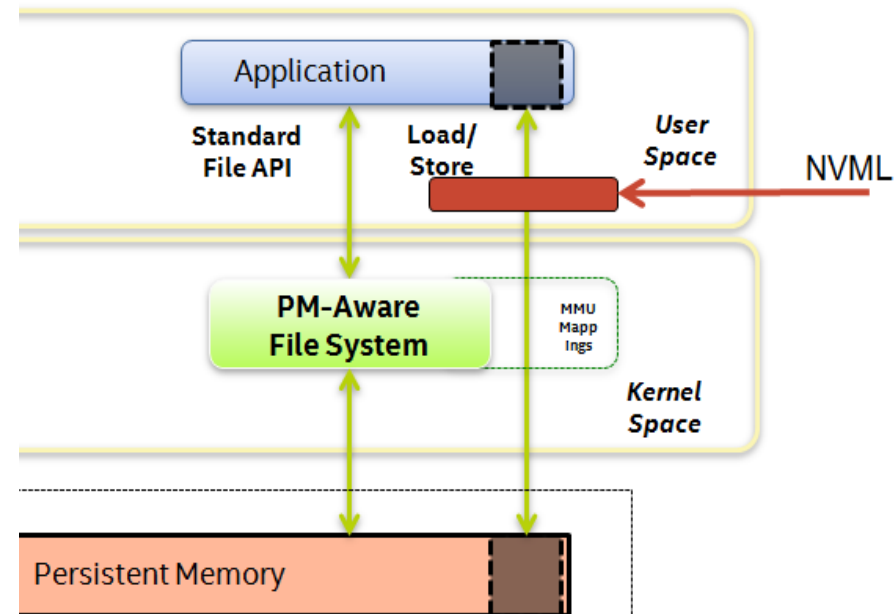 Application
Standard
File API
Load/
Store
User
Space
NVML
PM-Aware
File System
MMU
Mapp
Ings
Kernel
Space
Persistent Memory